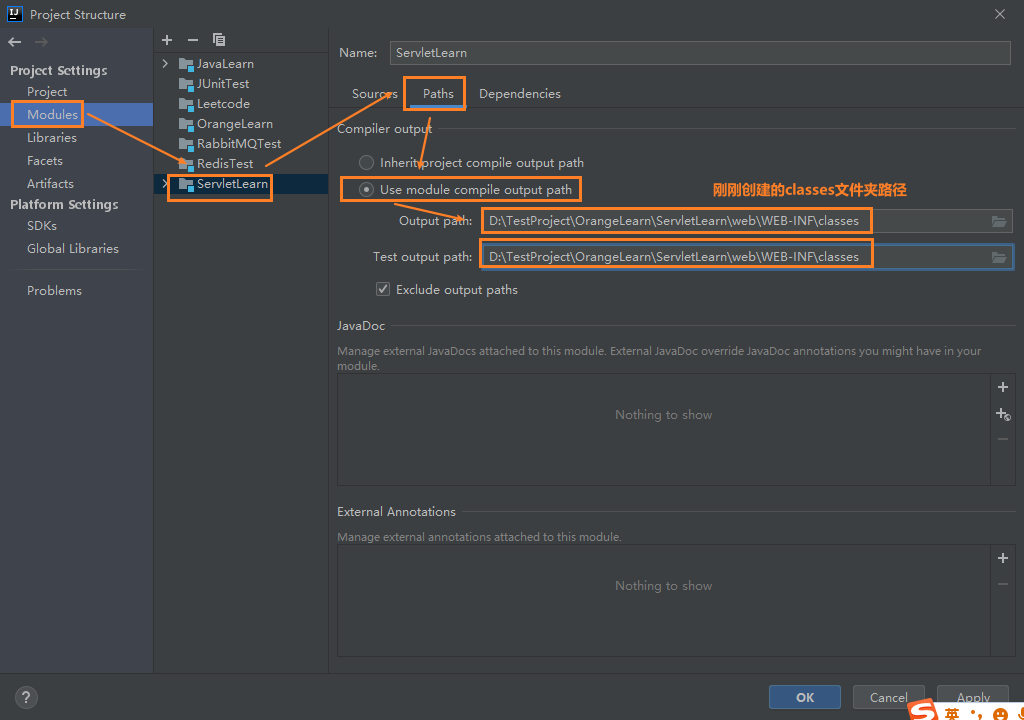 Project Structure
Project Settings
Project
Modules
Libraries
Facets
Artifacts
Platform Settings
SDKs
Global Libraries
Problems
JavaLearn
JUnitTest
Leetcode
OrangeLearn
RabbitMQTest
RedisTest
ServletLearn
Name: ServletLearn
Sources Paths Dependencies
Compiler output
Inherit project compile output path
Use module compile output path
刚刚创建的classes文件夹路径
Output path: D:\TestProject\OrangeLearn\ServletLearn\web\WEB-INF\classes
Test output path: D:\TestProject\OrangeLearn\ServletLearn\web\WEB-INF\classes
Exclude output paths
JavaDoc
Manage external JavaDocs attached to this module. External JavaDoc override JavaDoc annotations you might have in your
module.
Nothing to show
External Annotations
Manage external annotations attached to this module.
Nothing to show
? OK Cancel Apply
S 英